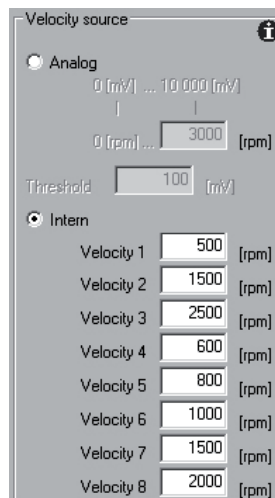 Velocity source
Analog
0 [mV] ... 10 000 [mV]
0 [rpm] ... 3000 [rpm]
Threshold 100 [mV]
Intern
Velocity 1 500 [rpm]
Velocity 2 1500 [rpm]
Velocity 3 2500 [rpm]
Velocity 4 600 [rpm]
Velocity 5 800 [rpm]
Velocity 6 1000 [rpm]
Velocity 7 1500 [rpm]
Velocity 8 2000 [rpm]